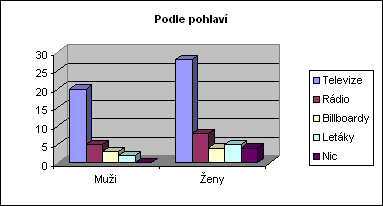 Podle pohlaví
30
25
20
15
10
5
0
Muži
Ženy
Televize
Rádio
Billboardy
Letáky
Nic